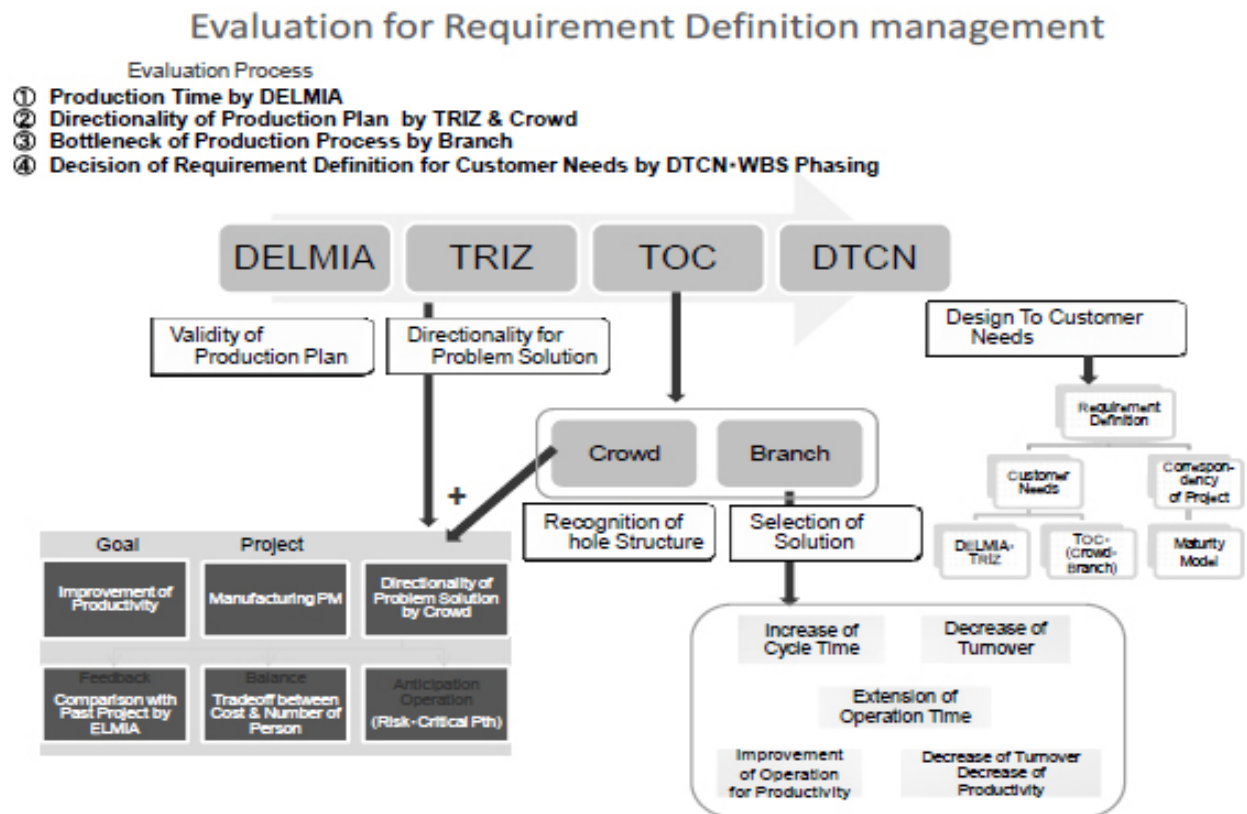 Evaluation for Requirement Definition management
Evaluation Process
① Production Time by DELMIA
② Directionality of Production Plan by TRIZ & Crowd
③ Bottleneck of Production Process by Branch
④ Decision of Requirement Definition for Customer Needs by DTCN・WBS Phasing
DELMIA
TRIZ
TOC
DTCN
Validity of
Production Plan
Directionality for
Problem Solution
Design To Customer
Needs
Crowd
Branch
+
Recognition of
hole Structure
Selection of
Solution
Requirement
Definition
Customer
Needs
Correspon-
dency
of Project
DELMIA・
TRIZ
TOC・
(Crowd・
Branch)
Maturity
Model
Goal
Project
Improvement of
Productivity
Manufacturing PM
Directionality of
Problem Solution
by Crowd
Feedback
Comparison with
Past Project by
ELMIA
Balance
Tradeoff between
Cost & Number of
Person
Anticipation
Operation
(Risk・Critical Pth)
Increase of
Cycle Time
Decrease of
Turnover
Extension of
Operation Time
Improvement
of Operation
for Productivity
Decrease of Turnover
Decrease of
Productivity